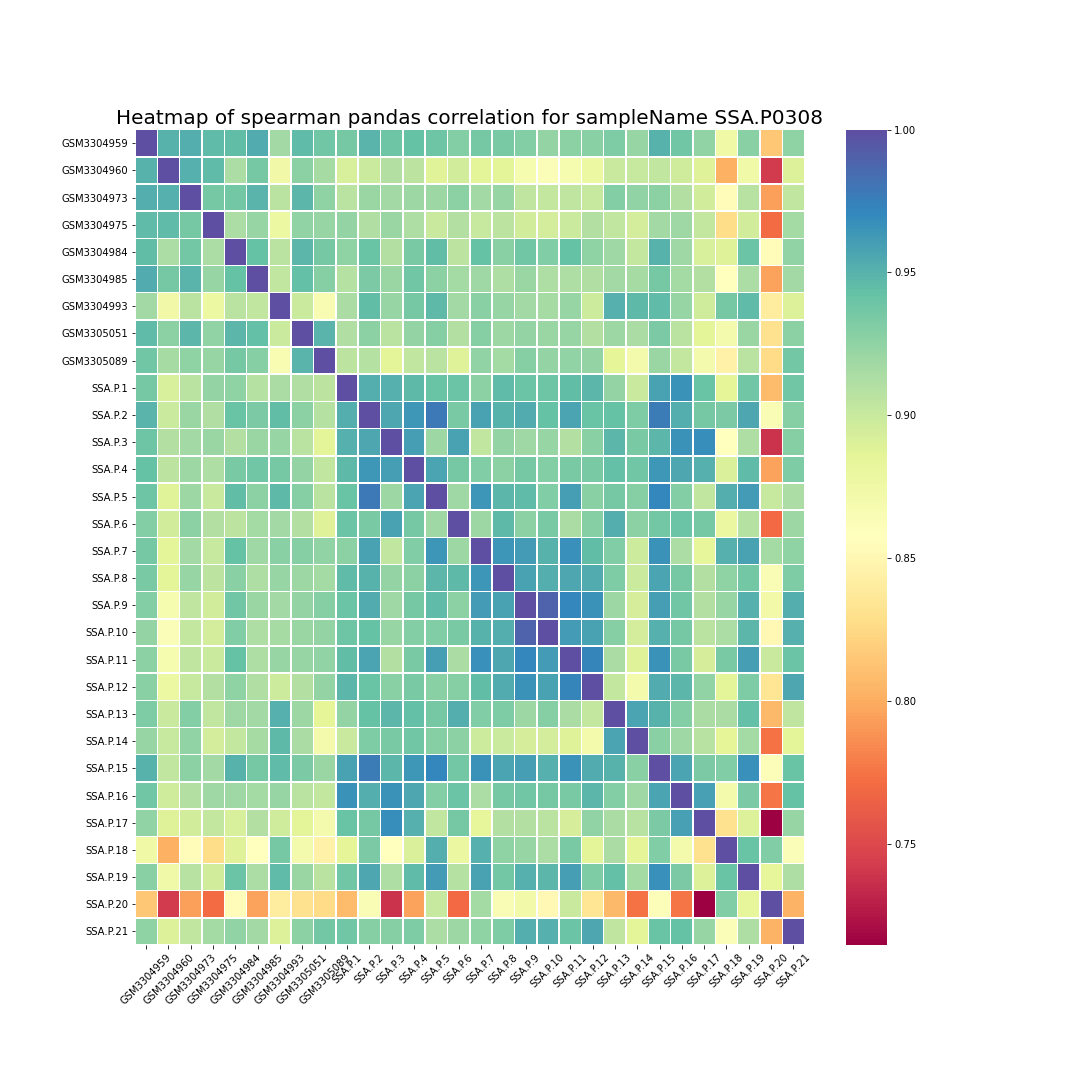 Heatmap of spearman pandas correlation for sampleName SSA.P0308
GSM3304959
GSM3304960
GSM3304973
GSM3304975
GSM3304984
GSM3304985
GSM3304993
GSM3305051
GSM3305089
SSA.P.1
SSA.P.2
SSA.P.3
SSA.P.4
SSA.P.5
SSA.P.6
SSA.P.7
SSA.P.8
SSA.P.9
SSA.P.10
SSA.P.11
SSA.P.12
SSA.P.13
SSA.P.14
SSA.P.15
SSA.P.16
SSA.P.17
SSA.P.18
SSA.P.19
SSA.P.20
SSA.P.21
GSM3304959
GSM3304960
GSM3304973
GSM3304975
GSM3304984
GSM3304985
GSM3304993
GSM3305051
GSM3305089
SSA.P.1
SSA.P.2
SSA.P.3
SSA.P.4
SSA.P.5
SSA.P.6
SSA.P.7
SSA.P.8
SSA.P.9
SSA.P.10
SSA.P.11
SSA.P.12
SSA.P.13
SSA.P.14
SSA.P.15
SSA.P.16
SSA.P.17
SSA.P.18
SSA.P.19
SSA.P.20
SSA.P.21
1.00
0.95
0.90
0.85
0.80
0.75